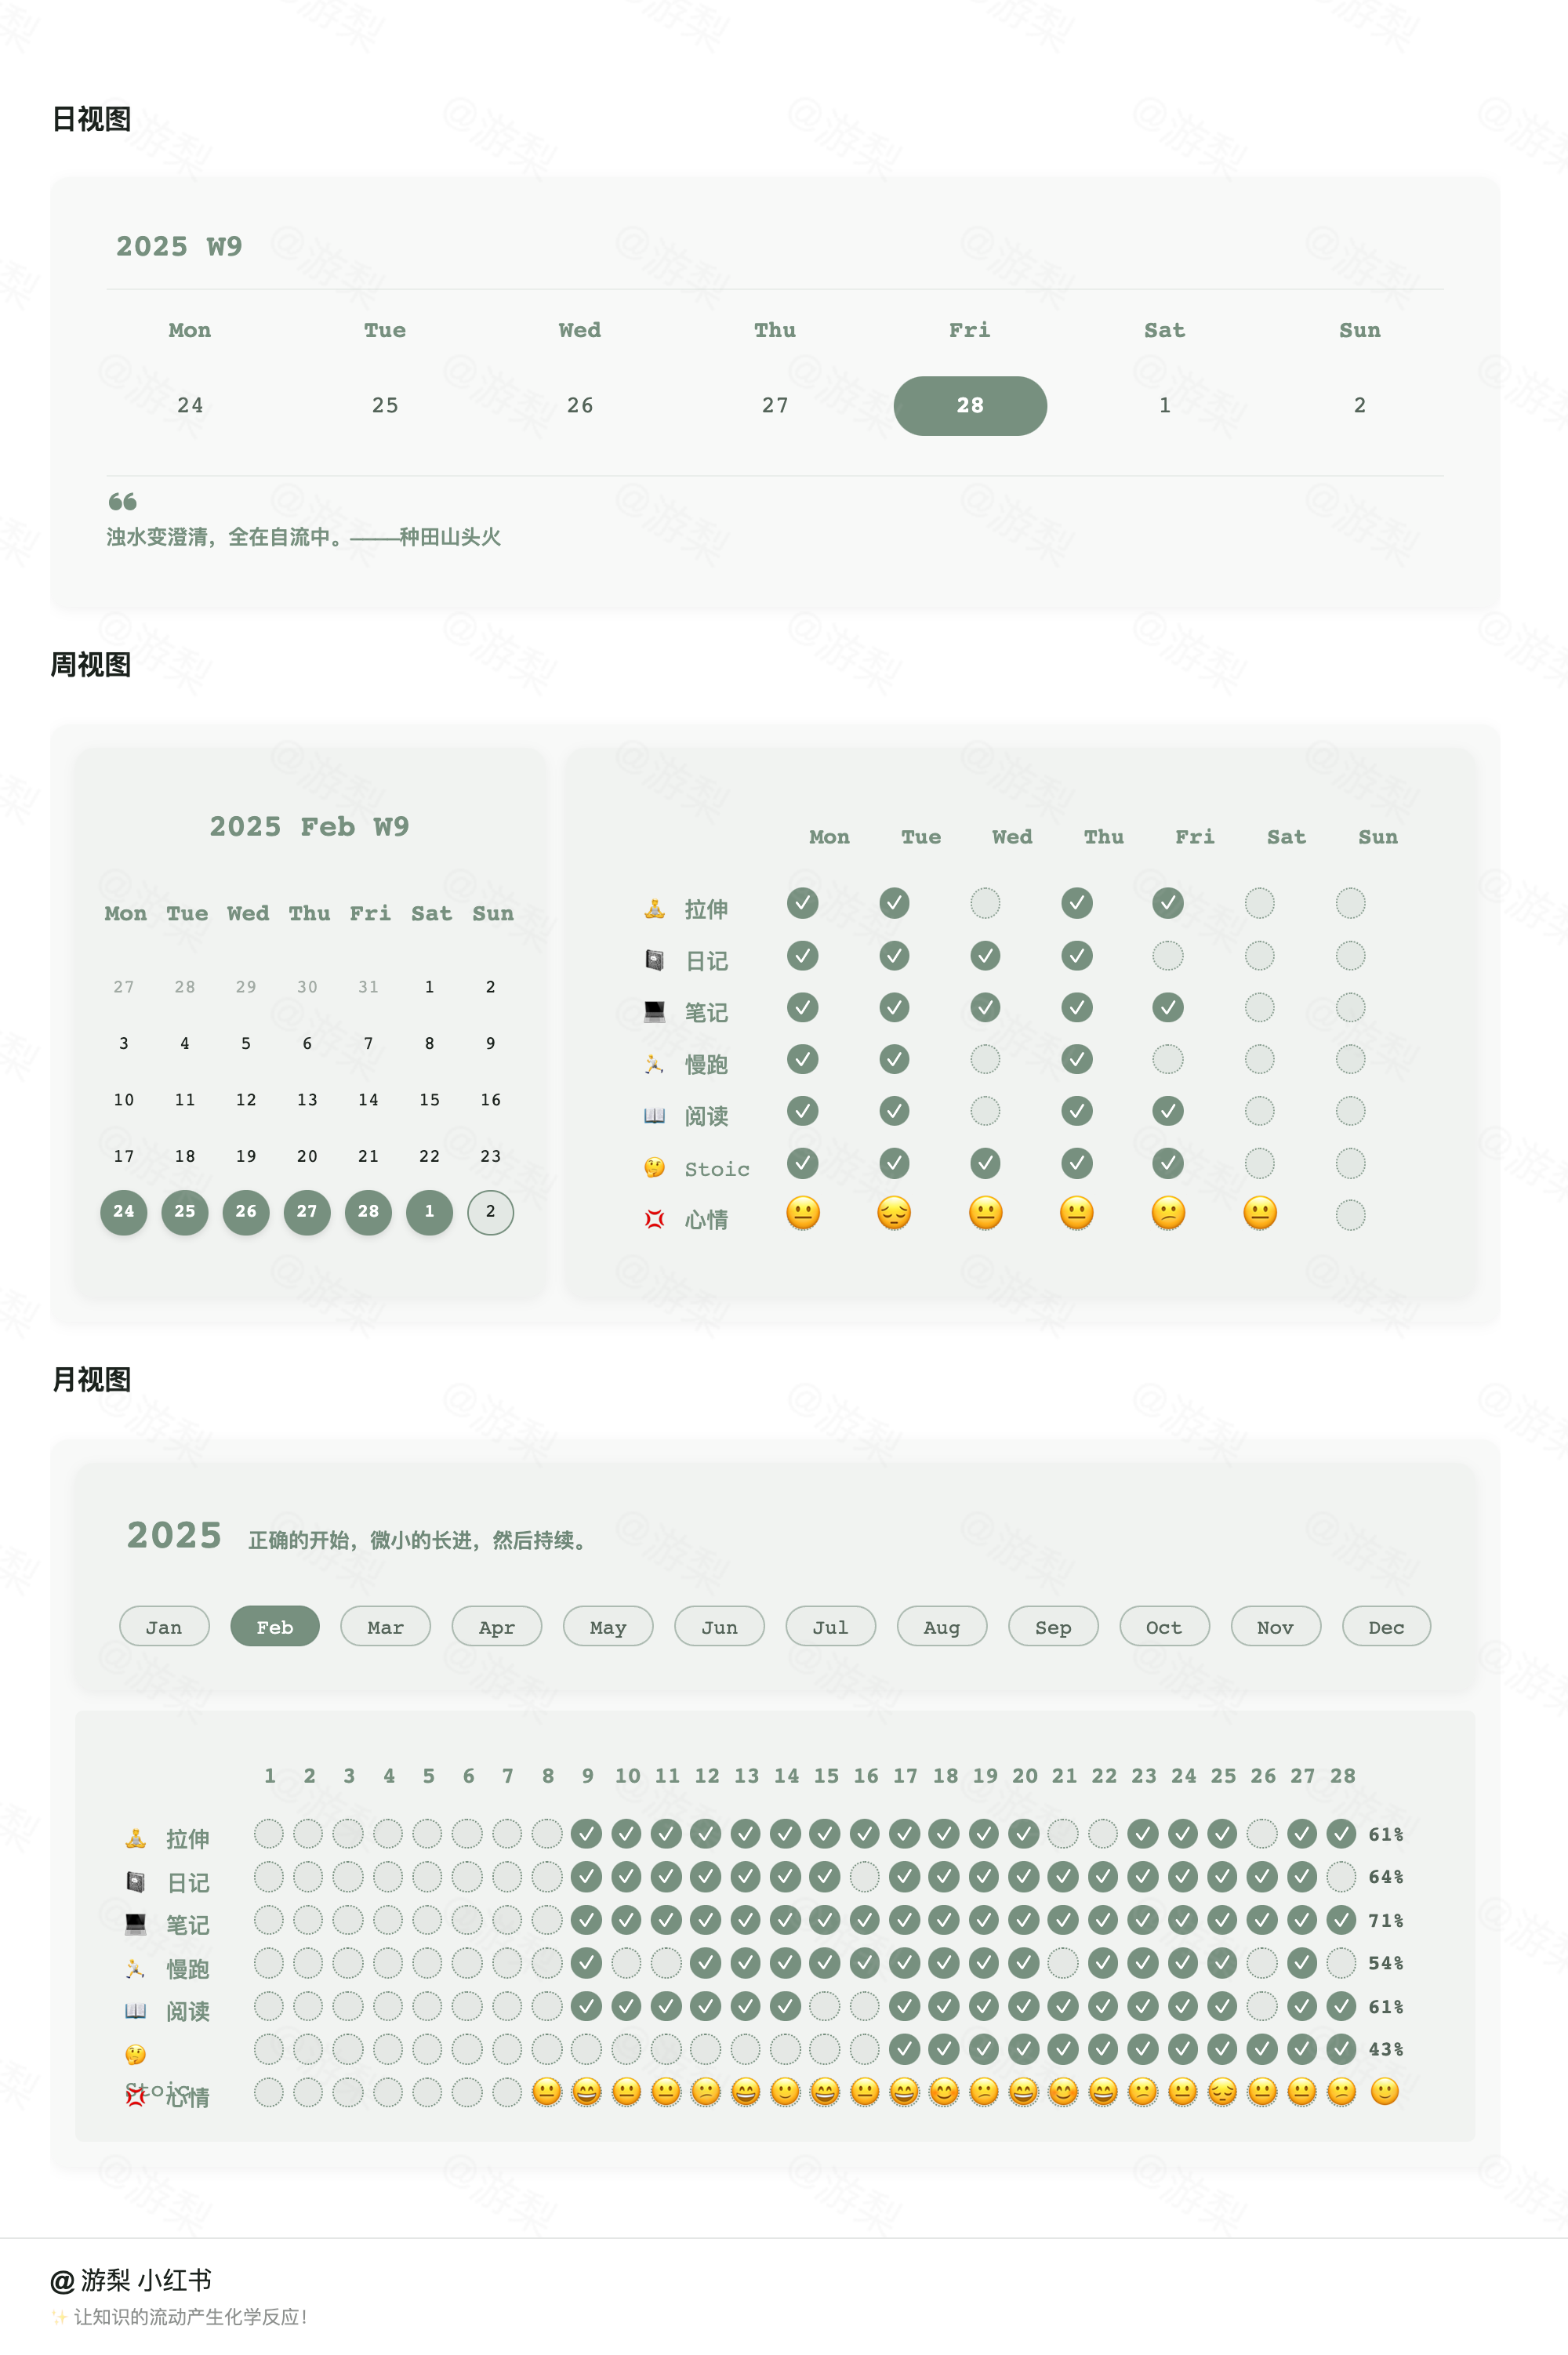 日视图
2025 W9
Mon Tue Wed Thu Fri Sat Sun
24 25 26 27 28 1 2
❝
浊水变澄清，全在自流中。———种田山头火
周视图
2025 Feb W9
Mon Tue Wed Thu Fri Sat Sun
27 28 29 30 31 1 2
3 4 5 6 7 8 9
10 11 12 13 14 15 16
17 18 19 20 21 22 23
24 25 26 27 28 1 2
Mon Tue Wed Thu Fri Sat Sun
拉伸
日记
笔记
慢跑
阅读
Stoic
心情
月视图
2025 正确的开始，微小的长进，然后持续。
Jan Feb Mar Apr May Jun Jul Aug Sep Oct Nov Dec
1 2 3 4 5 6 7 8 9 10 11 12 13 14 15 16 17 18 19 20 21 22 23 24 25 26 27 28
拉伸 61%
日记 64%
笔记 71%
慢跑 54%
阅读 61%
43%
Stoic
心情
@ 游梨 小红书
✨ 让知识的流动产生化学反应！
@游梨